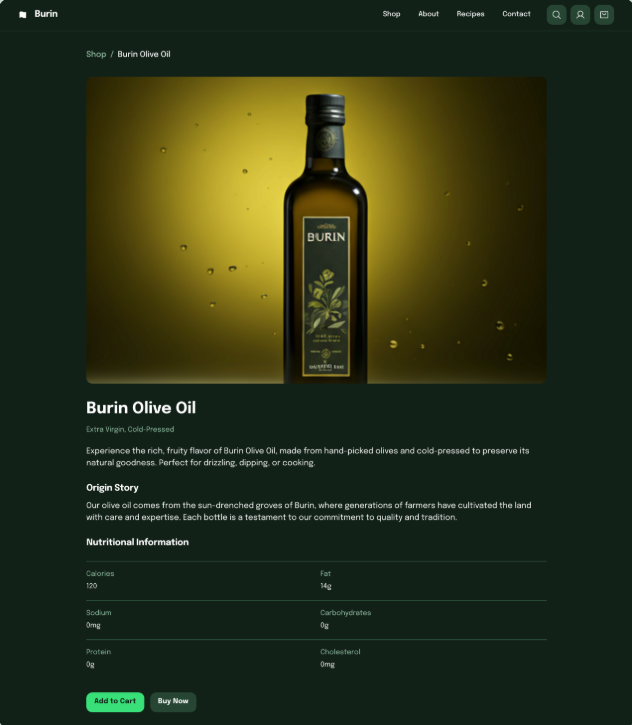 Burin
Shop
About
Recipes
Contact
Shop / Burin Olive Oil
BURIN
Burin Olive Oil
Extra Virgin, Cold-Pressed
Experience the rich, fruity flavor of Burin Olive Oil, made from hand-picked olives and cold-pressed to preserve its
natural goodness. Perfect for drizzling, dipping, or cooking.
Origin Story
Our olive oil comes from the sun-drenched groves of Burin, where generations of farmers have cultivated the land
with care and expertise. Each bottle is a testament to our commitment to quality and tradition.
Nutritional Information
Calories
120
Fat
14g
Sodium
0mg
Carbohydrates
0g
Protein
0g
Cholesterol
0mg
Add to Cart
Buy Now